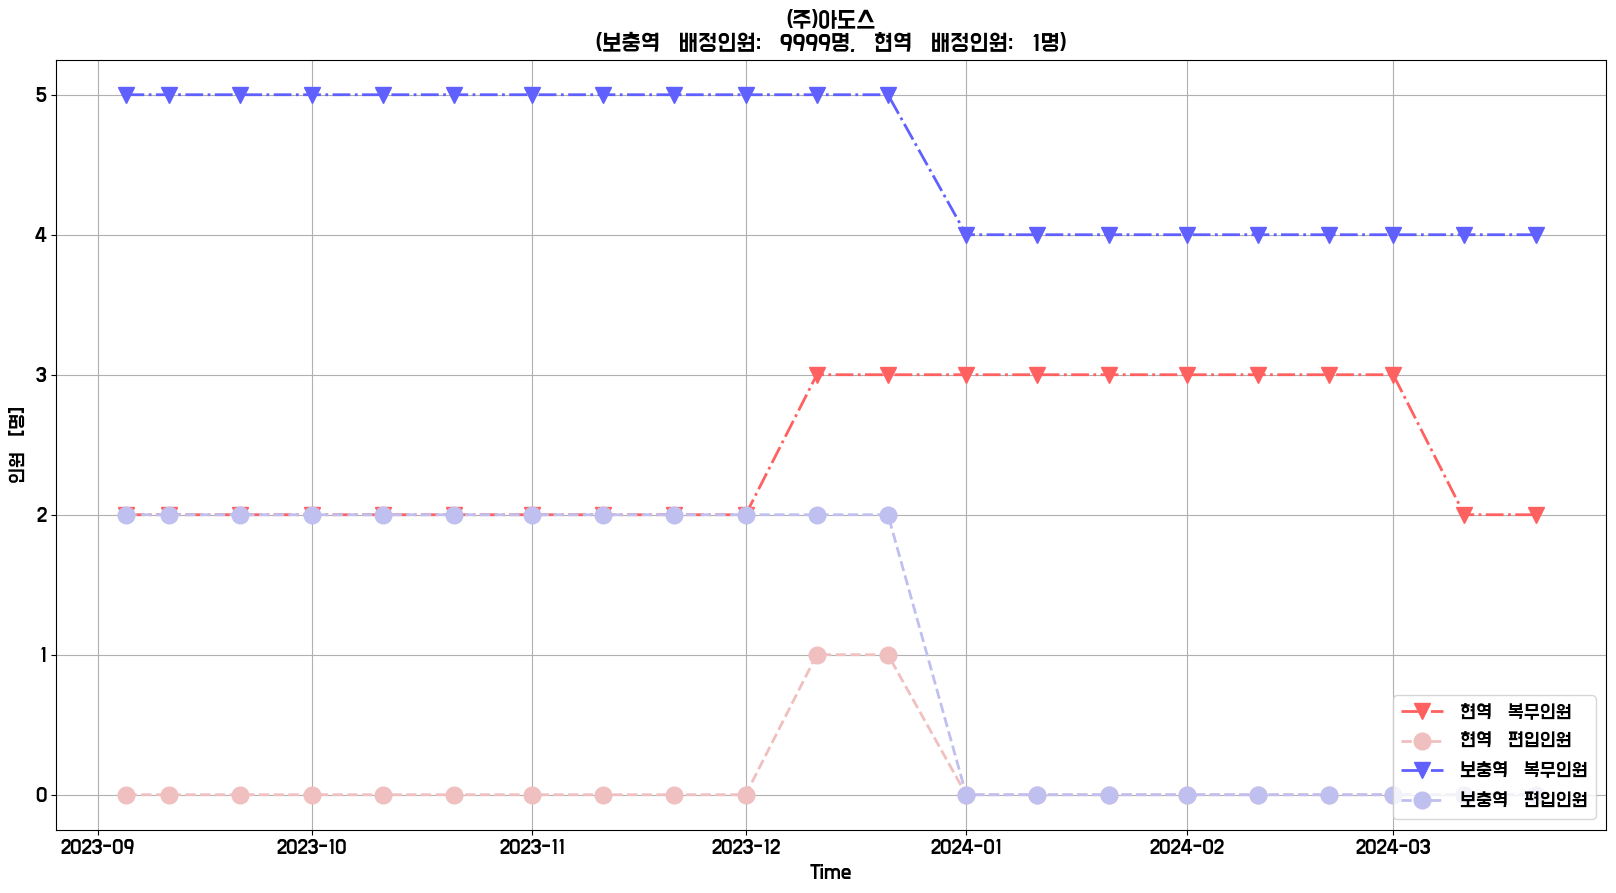 (주)아도스
(보충역 배정인원: 9999명, 현역 배정인원: 1명)
인원 [명]
5
4
3
2
1
0
2023-09 2023-10 2023-11 2023-12 2024-01 2024-02 2024-03
Time
현역 복무인원
현역 편입인원
보충역 복무인원
보충역 편입인원